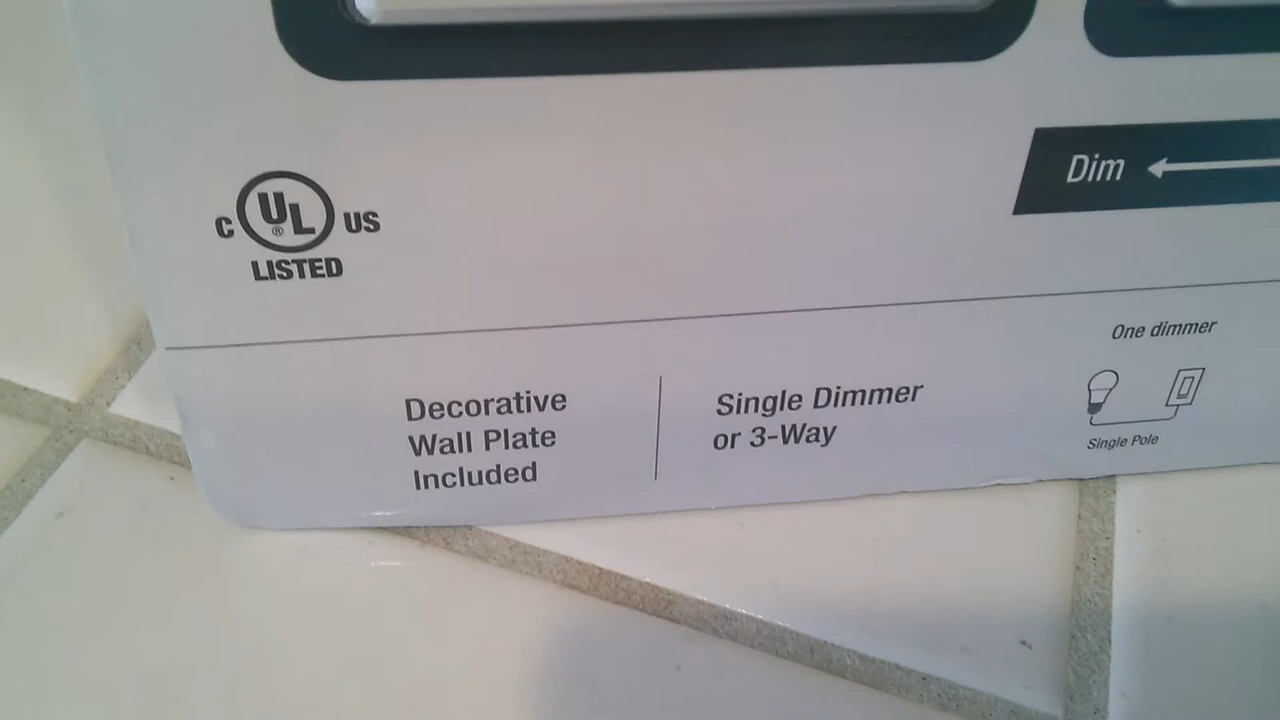 Dim
C UL® US
LISTED
Decorative
Wall Plate
Included
Single Dimmer
or 3-Way
One dimmer
Single Pole